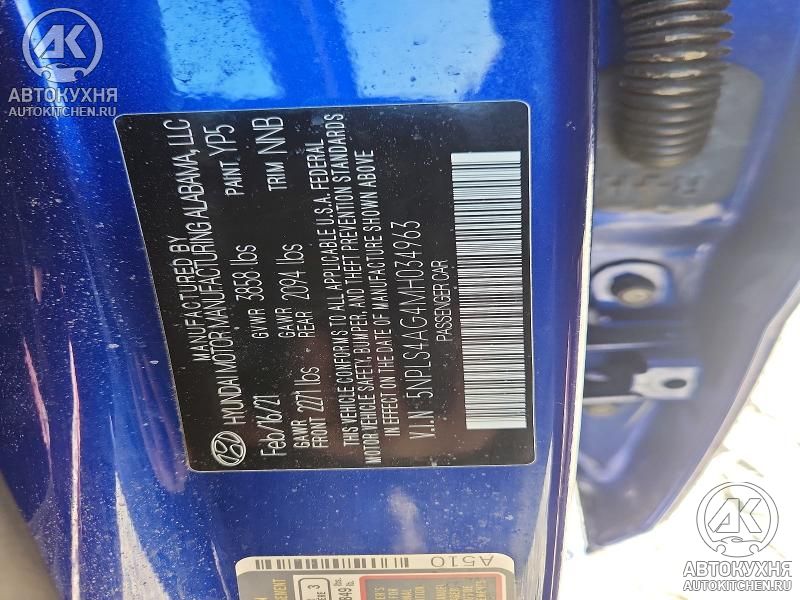 АВТОКУХНЯ
AUTOKITCHEN.RU
MANUFACTURED BY
HYUNDAI MOTOR MANUFACTURING ALABAMA, LLC
Feb/16/21 GVWR 3858 lbs PAINT YP5
GAWR FRONT 2271 lbs GAWR REAR 2094 lbs TRIM NNB
THIS VEHICLE CONFORMS TO ALL APPLICABLE U.S.A. FEDERAL
MOTOR VEHICLE SAFETY, BUMPER, AND THEFT PREVENTION STANDARDS
IN EFFECT ON THE DATE OF MANUFACTURE SHOWN ABOVE
V.I.N 5NPLS4AG4MH034963
PASSENGER CAR
A510
АВТОКУХНЯ
AUTOKITCHEN.RU